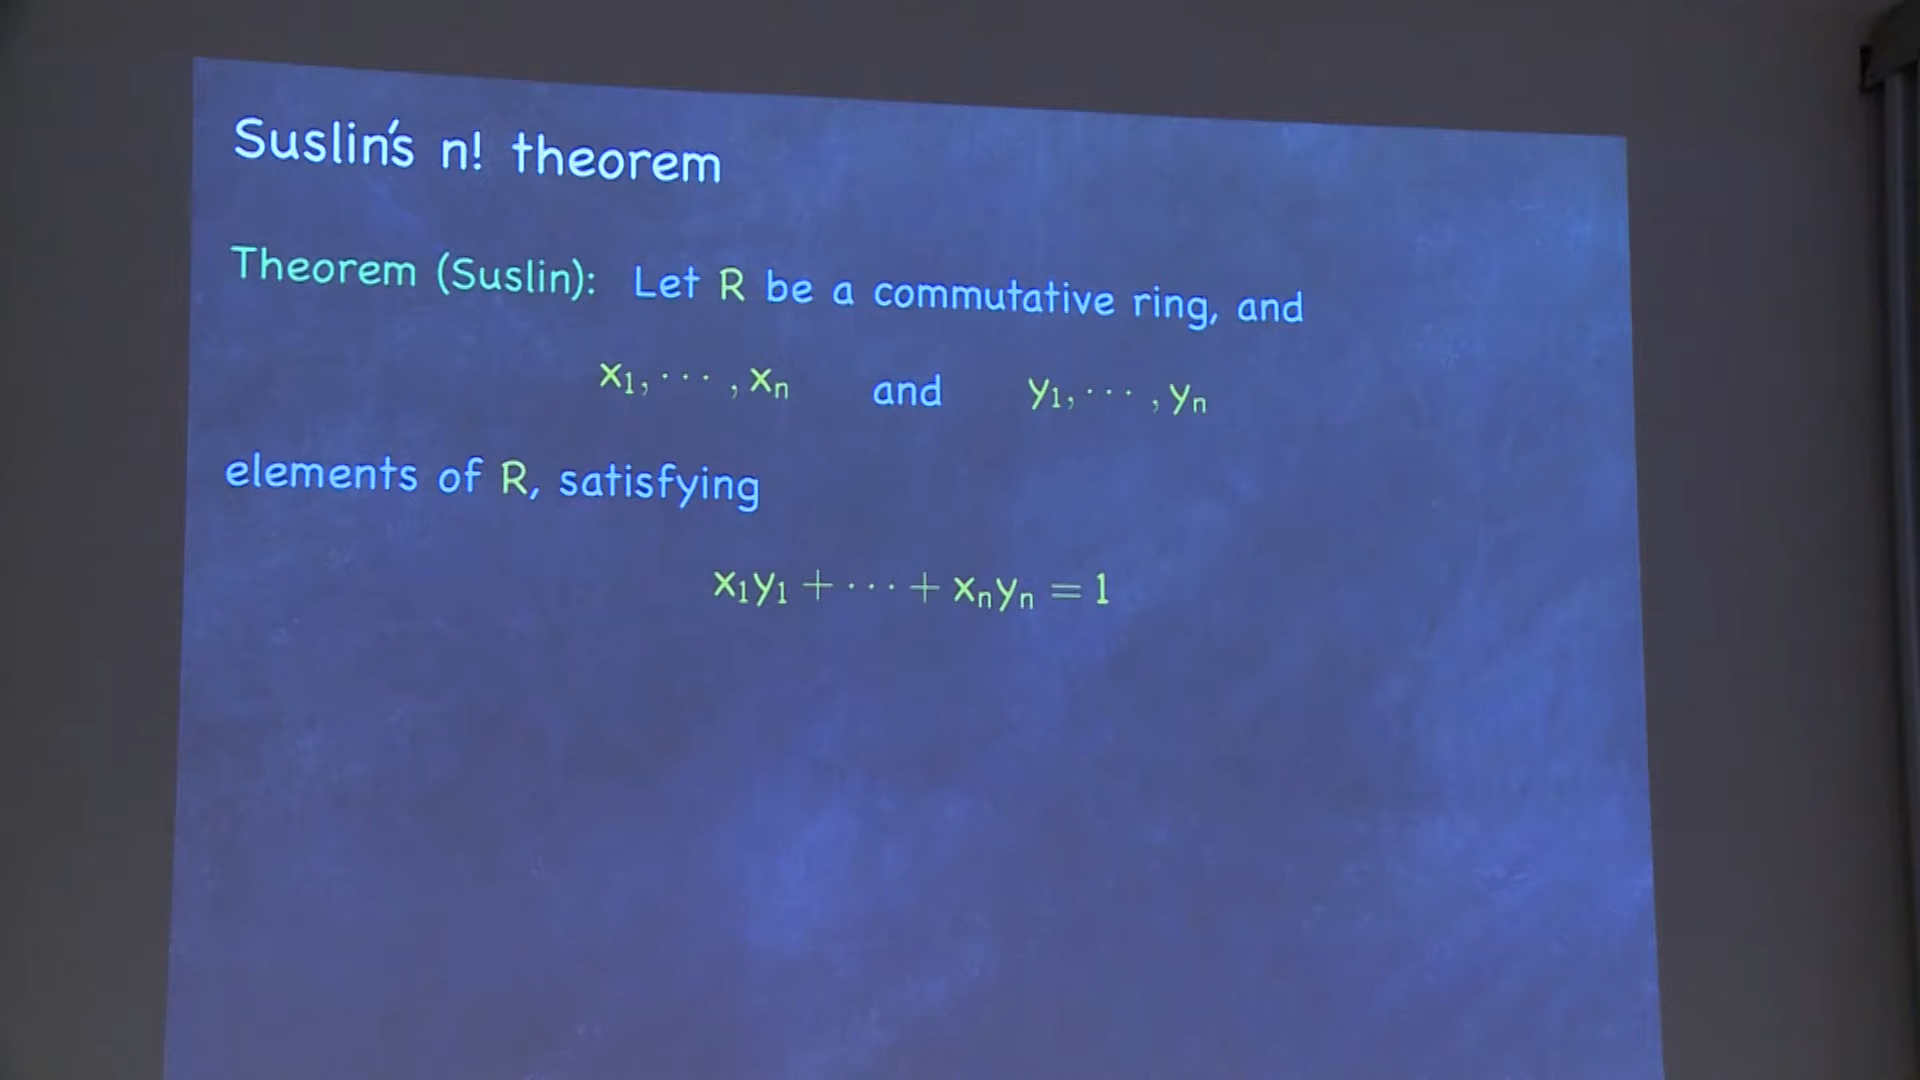 Suslin's n! theorem
Theorem (Suslin): Let R be a commutative ring, and
x₁, ⋯ , xₙ and y₁, ⋯ , yₙ
elements of R, satisfying
x₁y₁ + ⋯ + xₙyₙ = 1